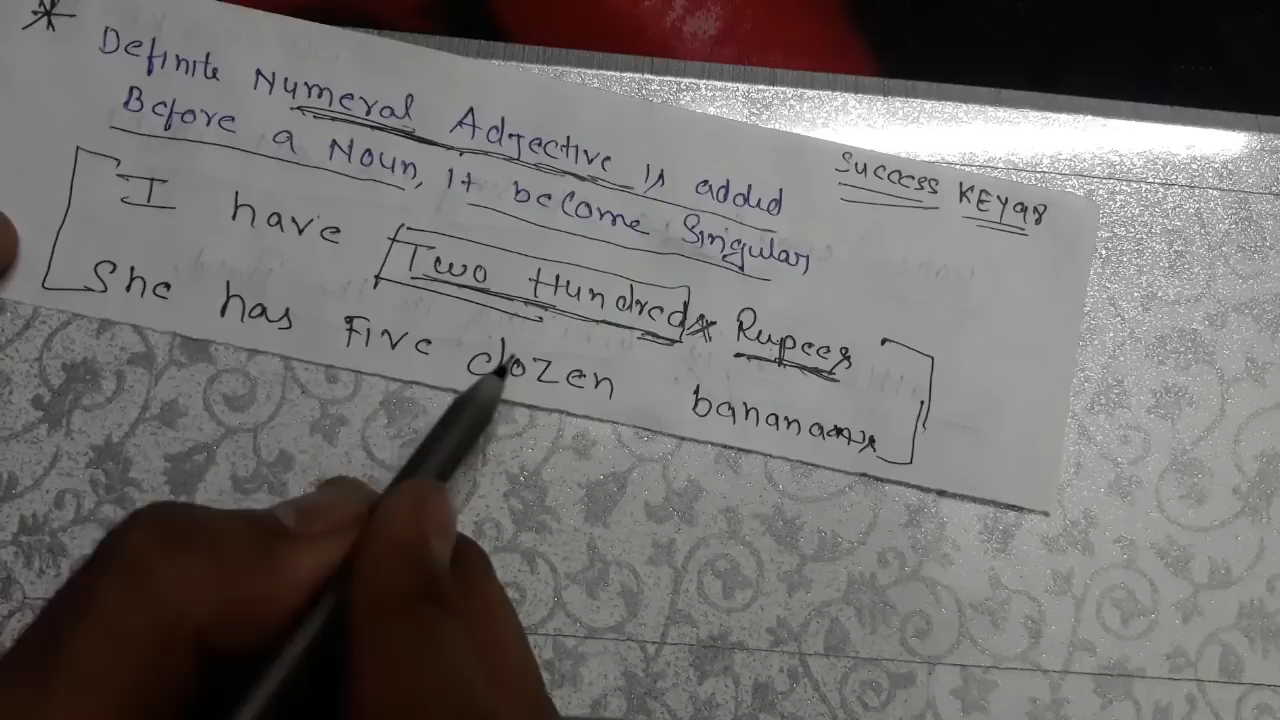 * Definite Numeral Adjective is added
Before a Noun, it become Singular
Success KEY98
I have Two Hundred Rupees
She has Five dozen bananas